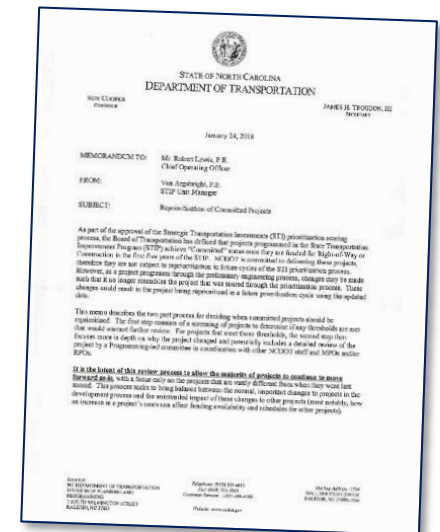 STATE OF NORTH CAROLINA
DEPARTMENT OF TRANSPORTATION
ROY COOPER
GOVERNOR
JAMES H. TROGDON, III
SECRETARY
January 24, 2018
MEMORANDUM TO: Mr. Robert Lewis, P.E.
Chief Operating Officer
FROM: Van Argabright, P.E.
STIP Unit Manager
SUBJECT: Reprioritization of Committed Projects
As part of the approval of the Strategic Transportation Investments (STI) prioritization scoring
process, the Board of Transportation has defined that projects programmed in the State Transportation
Improvement Program (STIP) achieve "Committed" status once they are funded for Right-of-Way or
Construction in the first five years of the STIP. NCDOT is committed to delivering these projects,
therefore they are not subject to reprioritization in future cycles of the STI prioritization process.
However, as a project progresses through the preliminary engineering process, changes may be made
such that it no longer resembles the project that was scored through the prioritization process. These
changes could result in the project being reprioritized in a future prioritization cycle using the updated
data.
This memo describes the two part process for deciding when committed projects should be
reprioritized. The first step consists of a screening of projects to determine if any thresholds are met
that would warrant further review. For projects that meet these thresholds, the second step then
focuses more in depth on why the project changed and potentially includes a detailed review of the
project by a Programming-led committee in coordination with other NCDOT staff and MPOs and/or
RPOs.
It is the intent of this review process to allow the majority of projects to continue to move
forward as-is, with a focus only on the projects that are vastly different from when they were last
scored. This process seeks to bring balance between the normal, important changes to projects in the
development process and the unintended impact of these changes to other projects (most notably, how
an increase in a project's costs can affect funding availability and schedules for other projects).
NC DEPARTMENT OF TRANSPORTATION
DIVISION OF PLANNING AND
PROGRAMMING
RALEIGH, NC